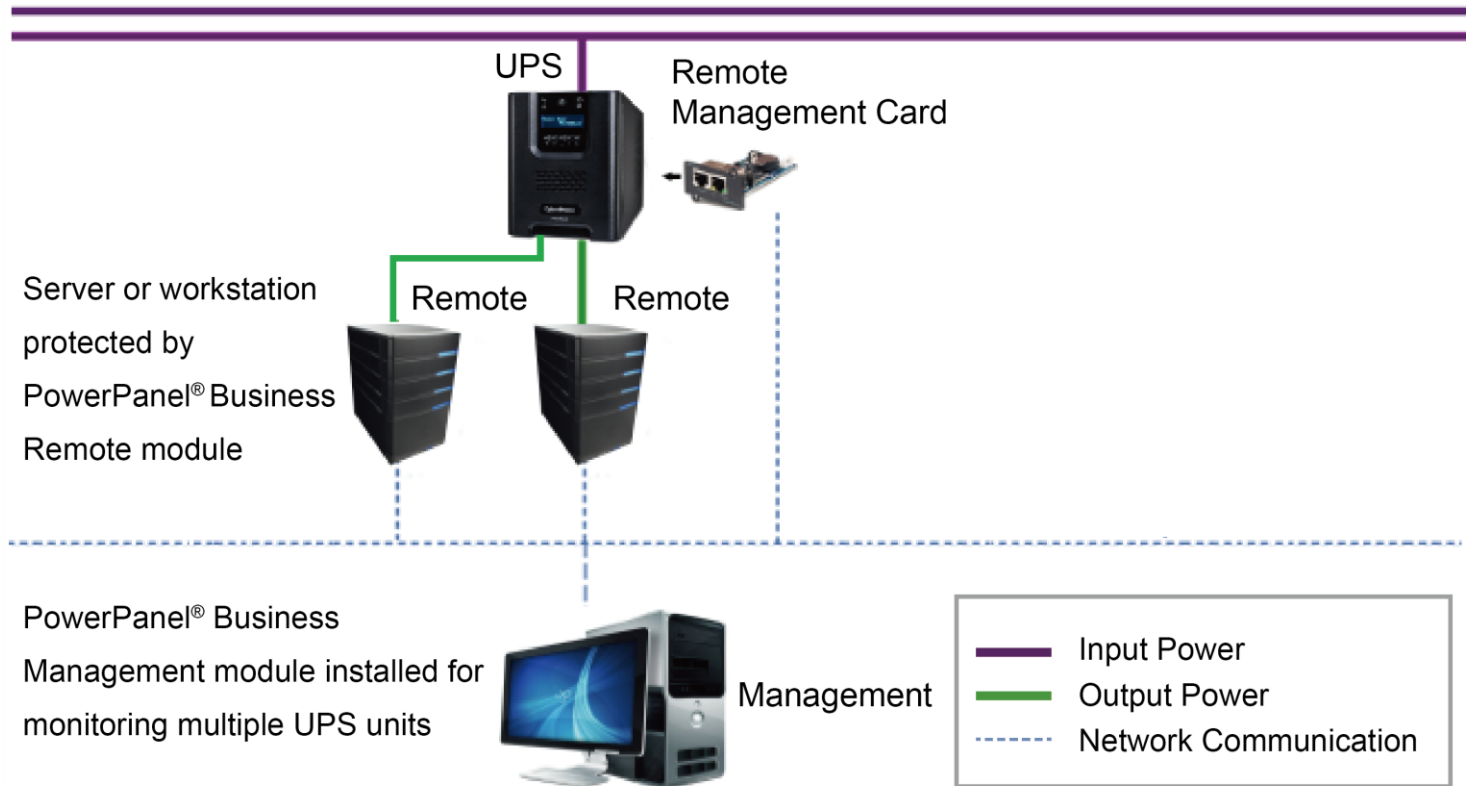 UPS
Remote
Management Card
Server or workstation
protected by
PowerPanel® Business
Remote module
Remote
Remote
PowerPanel® Business
Management module installed for
monitoring multiple UPS units
Management
Input Power
Output Power
Network Communication